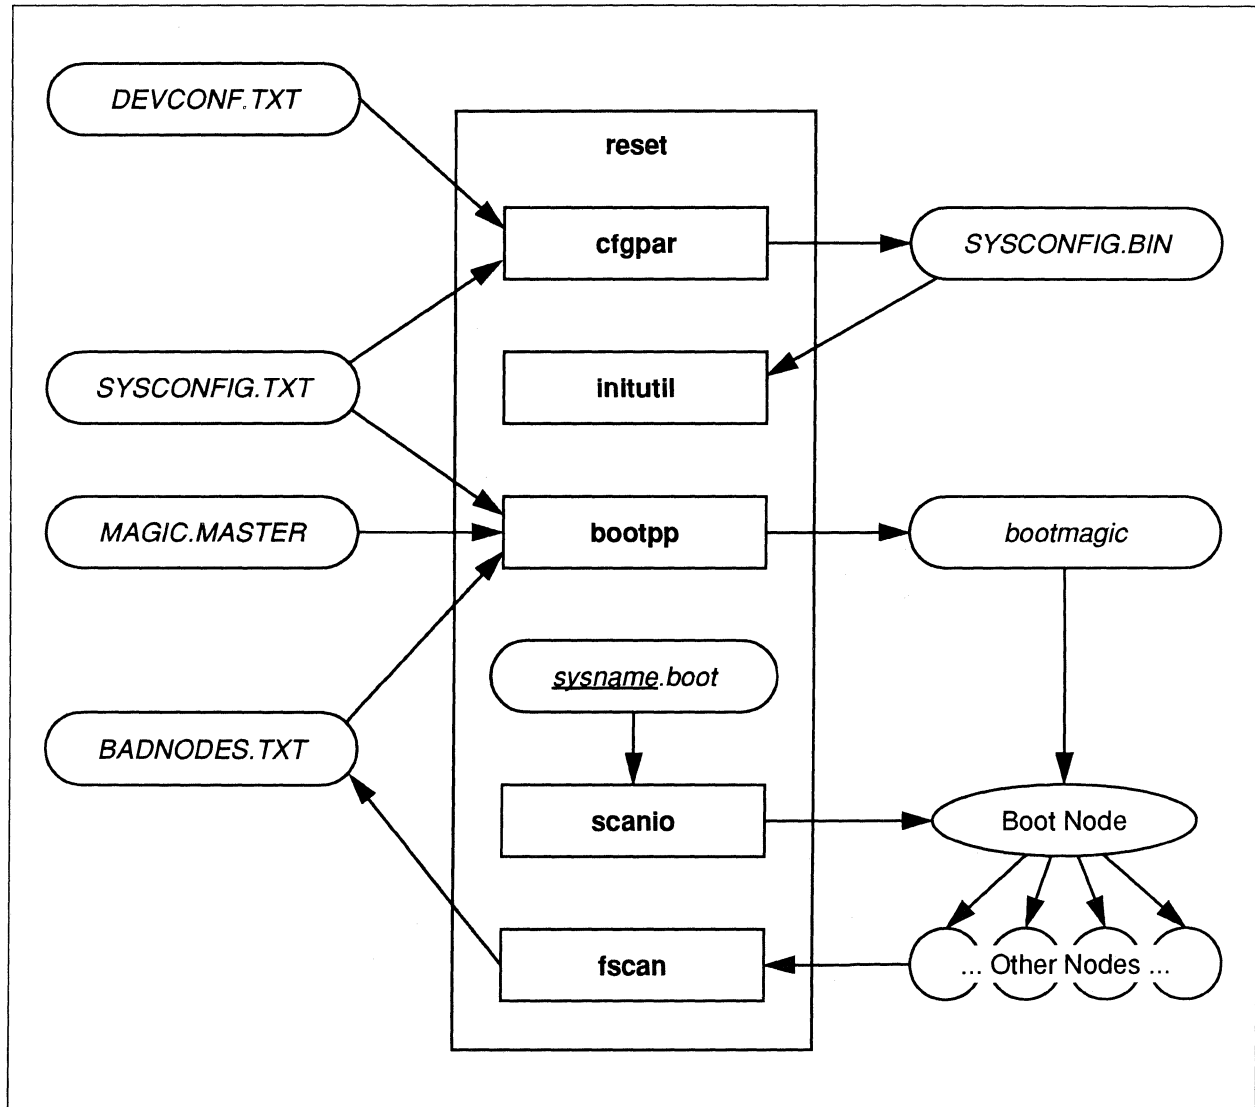 DEVCONF.TXT
reset
cfgpar
SYSCONFIG.BIN
SYSCONFIG.TXT
initutil
MAGIC.MASTER
bootpp
bootmagic
sysname.boot
BADNODES.TXT
scanio
Boot Node
fscan
... Other Nodes ...